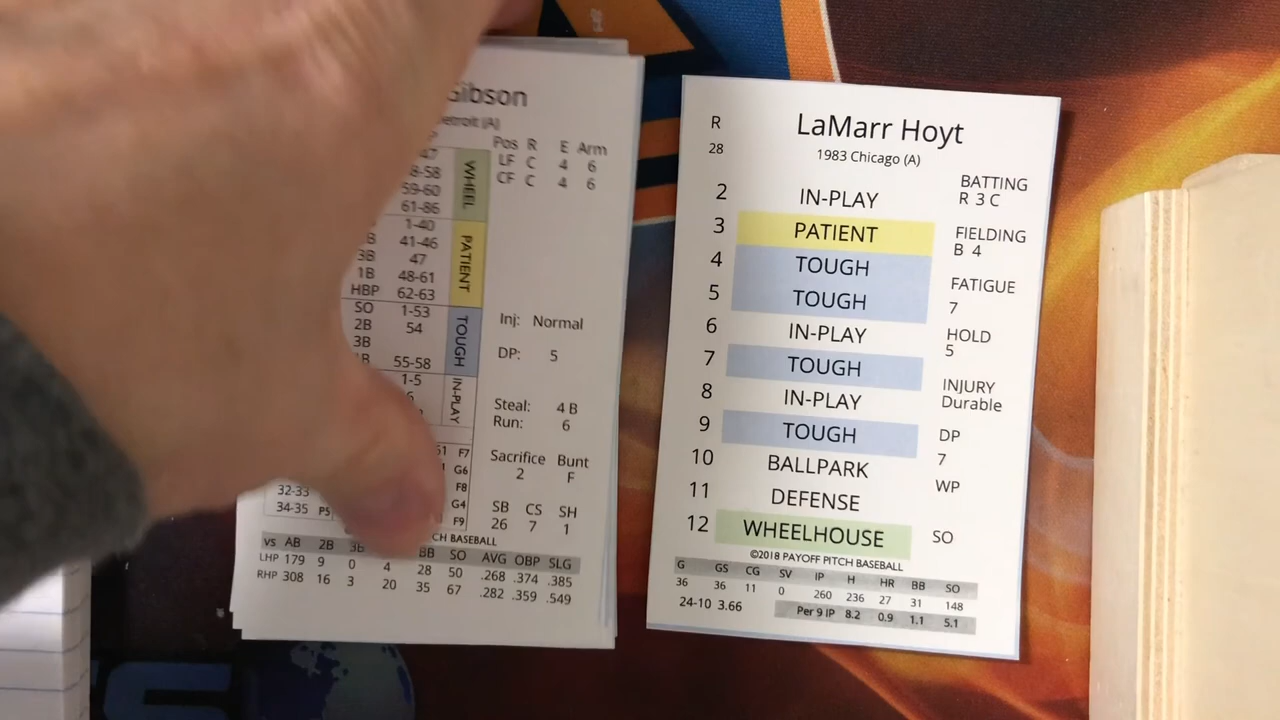 Gibson
etroit (A)
Pos R E Arm
LF C 4 6
CF C 4 6
WHEEL
59-60
61-86
1-40
41-46
3B 47
1B 48-61
HBP 62-63
PATIENT
SO 1-53
2B 54
3B
1B 55-58
TOUGH
1-5
IN-PLAY
Inj: Normal
DP: 5
Steal: 4 B
Run: 6
Sacrifice Bunt
2 F
SB CS SH
26 7 1
F7
G6
32-33 F8
34-35 P5 G4
F9
CH BASEBALL
vs AB 2B 3B BB SO AVG OBP SLG
LHP 179 9 0 4 28 50 .268 .374 .385
RHP 308 16 3 20 35 67 .282 .359 .549
LaMarr Hoyt
1983 Chicago (A)
R
28
2 IN-PLAY
3 PATIENT
4 TOUGH
5 TOUGH
6 IN-PLAY
7 TOUGH
8 IN-PLAY
9 TOUGH
10 BALLPARK
11 DEFENSE
12 WHEELHOUSE
BATTING
R 3 C
FIELDING
B 4
FATIGUE
7
HOLD
5
INJURY
Durable
DP
7
WP
SO
©2018 PAYOFF PITCH BASEBALL
G GS CG SV IP H HR BB SO
36 36 11 0 260 236 27 31 148
24-10 3.66 Per 9 IP 8.2 0.9 1.1 5.1